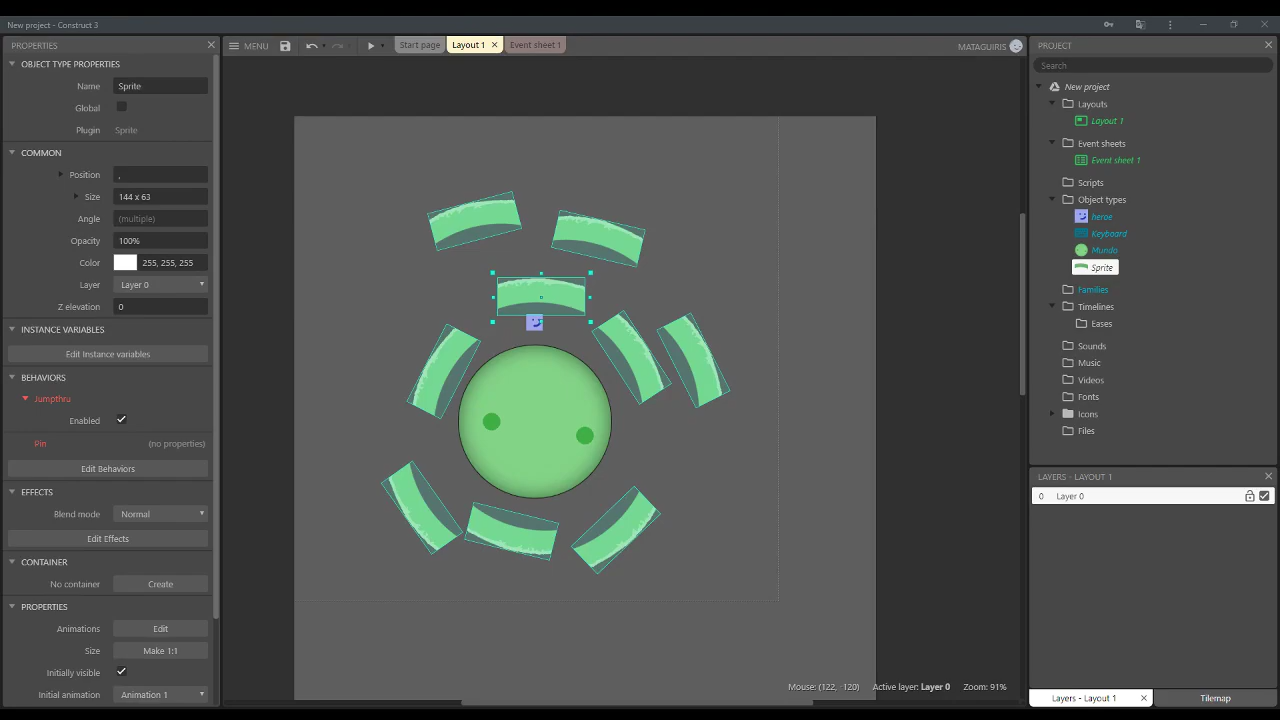 New project - Construct 3
PROPERTIES
MENU
Start page
Layout 1
Event sheet 1
MATAGUIRIS
OBJECT TYPE PROPERTIES
Name
Sprite
Global
Plugin
Sprite
COMMON
Position
,
Size
144 x 63
Angle
(multiple)
Opacity
100%
Color
255, 255, 255
Layer
Layer 0
Z elevation
0
INSTANCE VARIABLES
Edit Instance variables
BEHAVIORS
Jumpthru
Enabled
Pin
(no properties)
Edit Behaviors
EFFECTS
Blend mode
Normal
Edit Effects
CONTAINER
No container
Create
PROPERTIES
Animations
Edit
Size
Make 1:1
Initially visible
Initial animation
Animation 1
Mouse: (122, -120)
Active layer: Layer 0
Zoom: 91%
PROJECT
Search
New project
Layouts
Layout 1
Event sheets
Event sheet 1
Scripts
Object types
heroe
Keyboard
Mundo
Sprite
Families
Timelines
Eases
Sounds
Music
Videos
Fonts
Icons
Files
LAYERS - LAYOUT 1
0
Layer 0
Layers - Layout 1
Tilemap